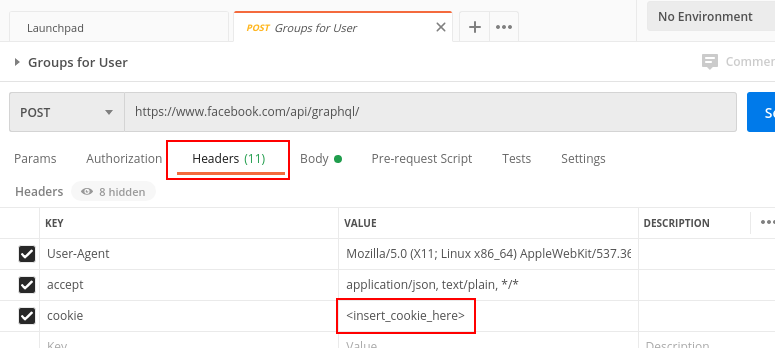 Launchpad
POST Groups for User
No Environment
Groups for User
Commen
POST
https://www.facebook.com/api/graphql/
Se
Params Authorization Headers (11) Body Pre-request Script Tests Settings
Headers 8 hidden
KEY VALUE DESCRIPTION
User-Agent Mozilla/5.0 (X11; Linux x86_64) AppleWebKit/537.36
accept application/json, text/plain, */*
cookie <insert_cookie_here>
Key Value Description